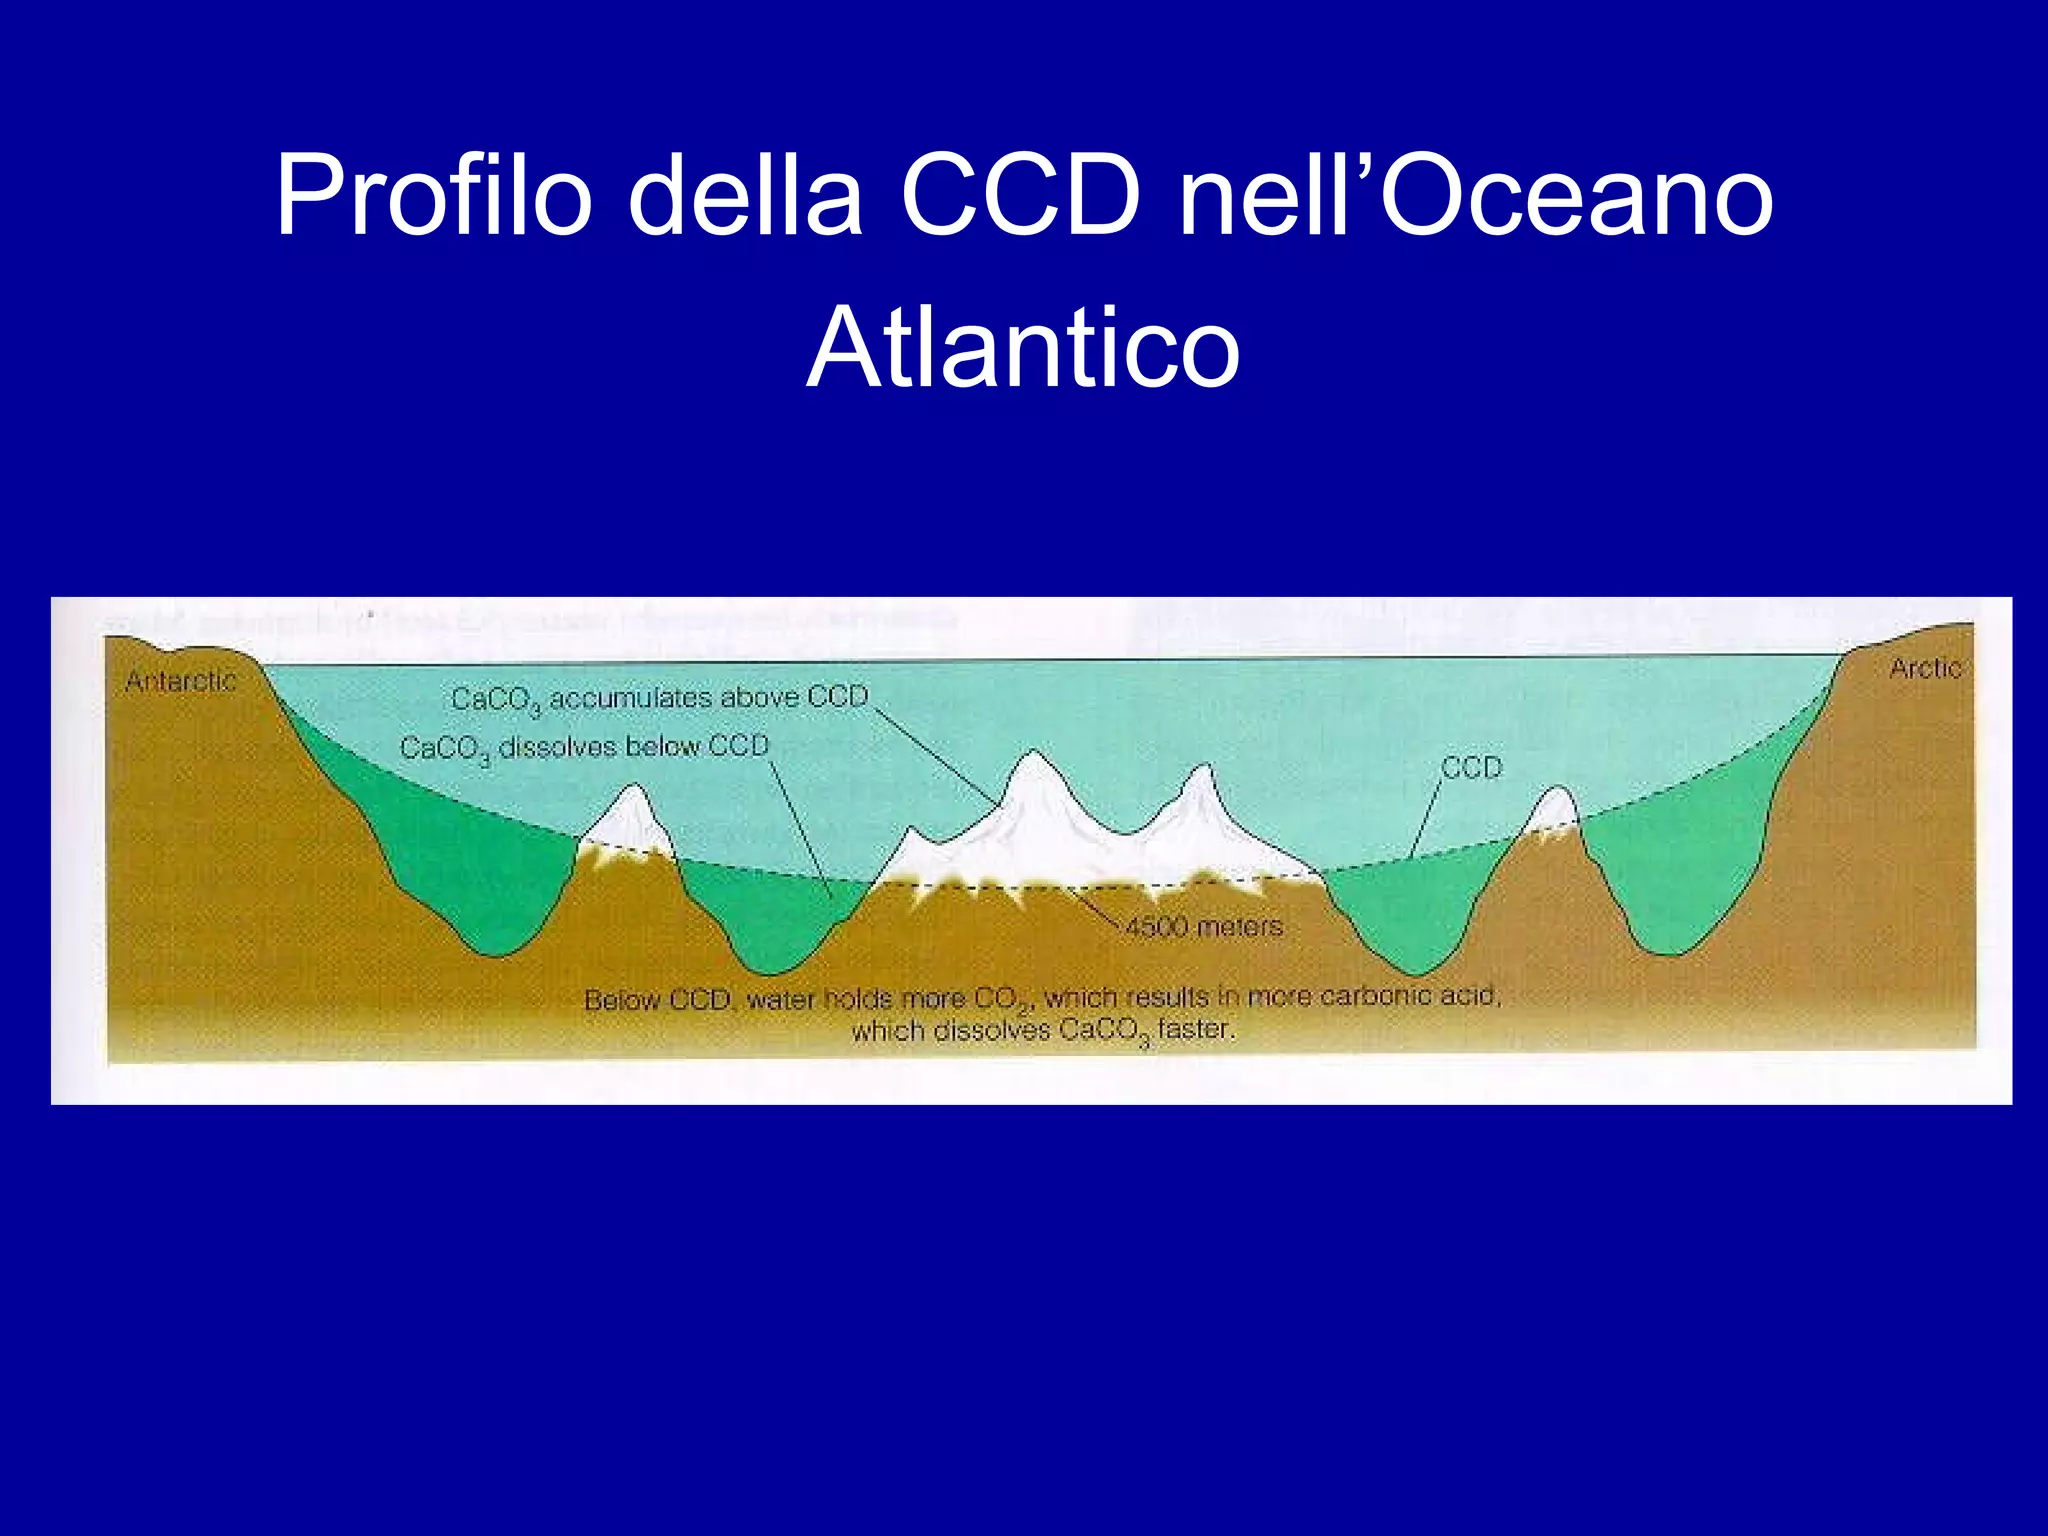 Profilo della CCD nell’Oceano
Atlantico
Antarctic
Arctic
CaCO₃ accumulates above CCD
CaCO₃ dissolves below CCD
CCD
4500 meters
Below CCD, water holds more CO₂, which results in more carbonic acid,
which dissolves CaCO₃ faster.